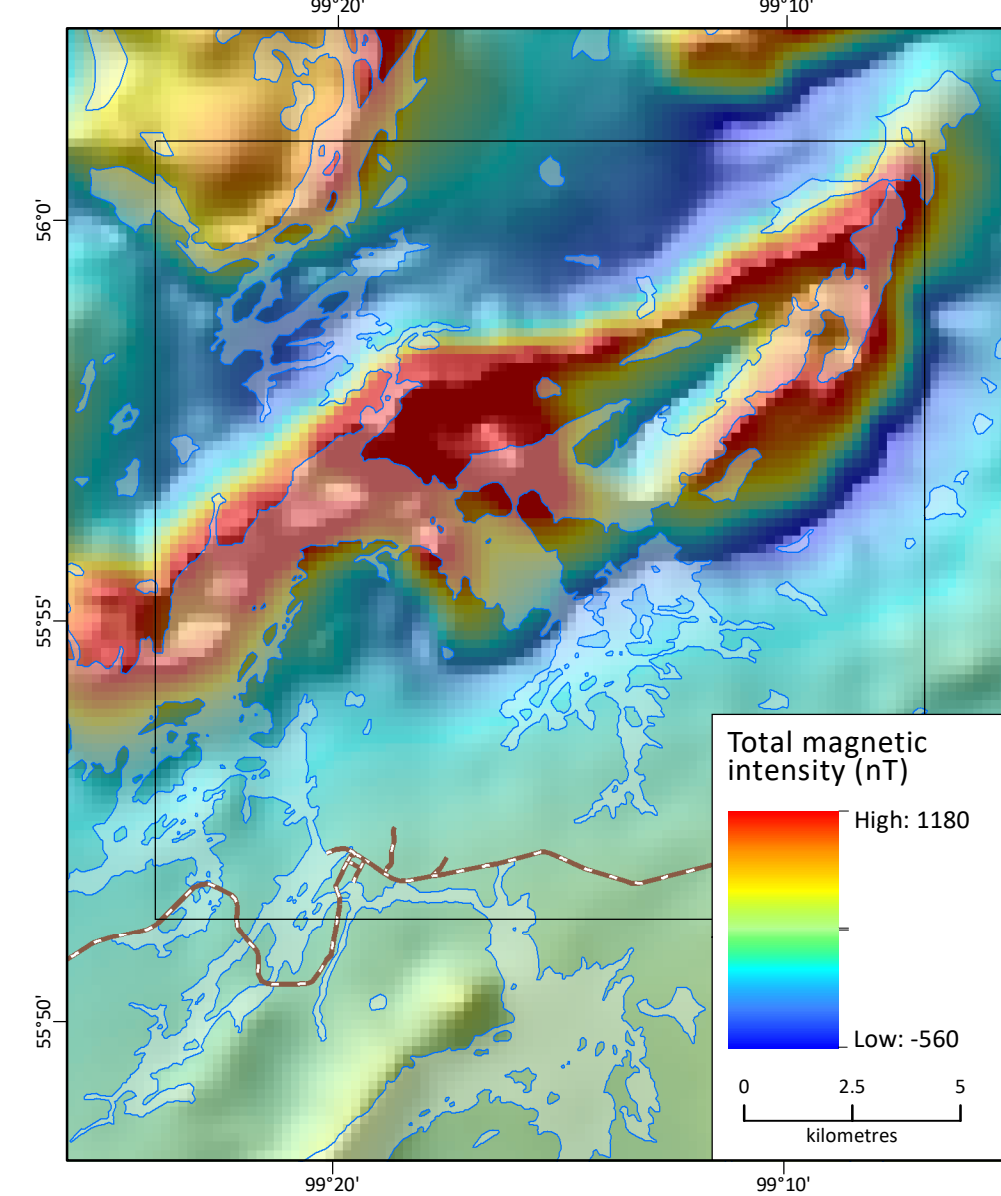 99°20'
99°10'
56°0'
55°55'
55°50'
Total magnetic
intensity (nT)
High: 1180
Low: -560
0 2.5 5
kilometres
99°20'
99°10'